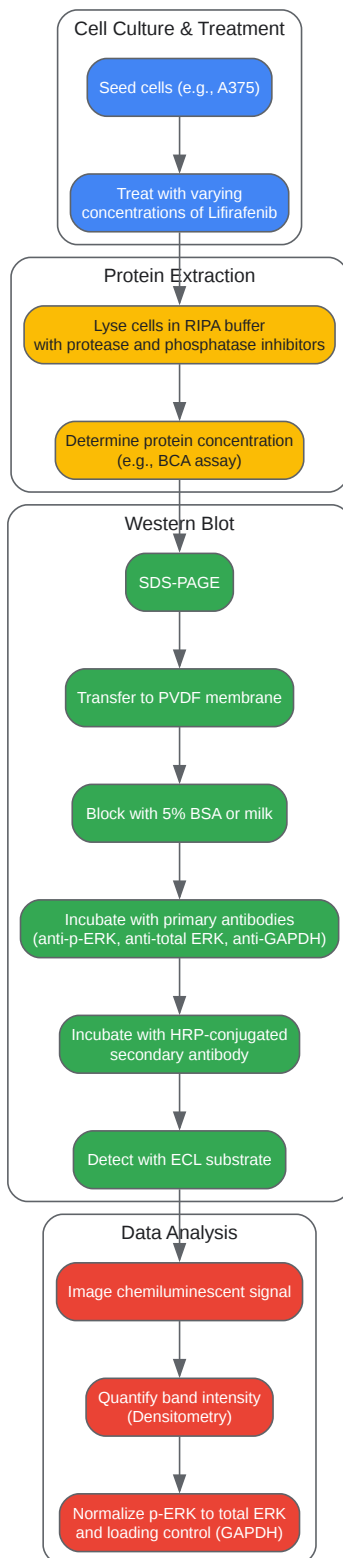 Cell Culture & Treatment
Seed cells (e.g., A375)
Treat with varying
concentrations of Lifirafenib
Protein Extraction
Lyse cells in RIPA buffer
with protease and phosphatase inhibitors
Determine protein concentration
(e.g., BCA assay)
Western Blot
SDS-PAGE
Transfer to PVDF membrane
Block with 5% BSA or milk
Incubate with primary antibodies
(anti-p-ERK, anti-total ERK, anti-GAPDH)
Incubate with HRP-conjugated
secondary antibody
Detect with ECL substrate
Data Analysis
Image chemiluminescent signal
Quantify band intensity
(Densitometry)
Normalize p-ERK to total ERK
and loading control (GAPDH)